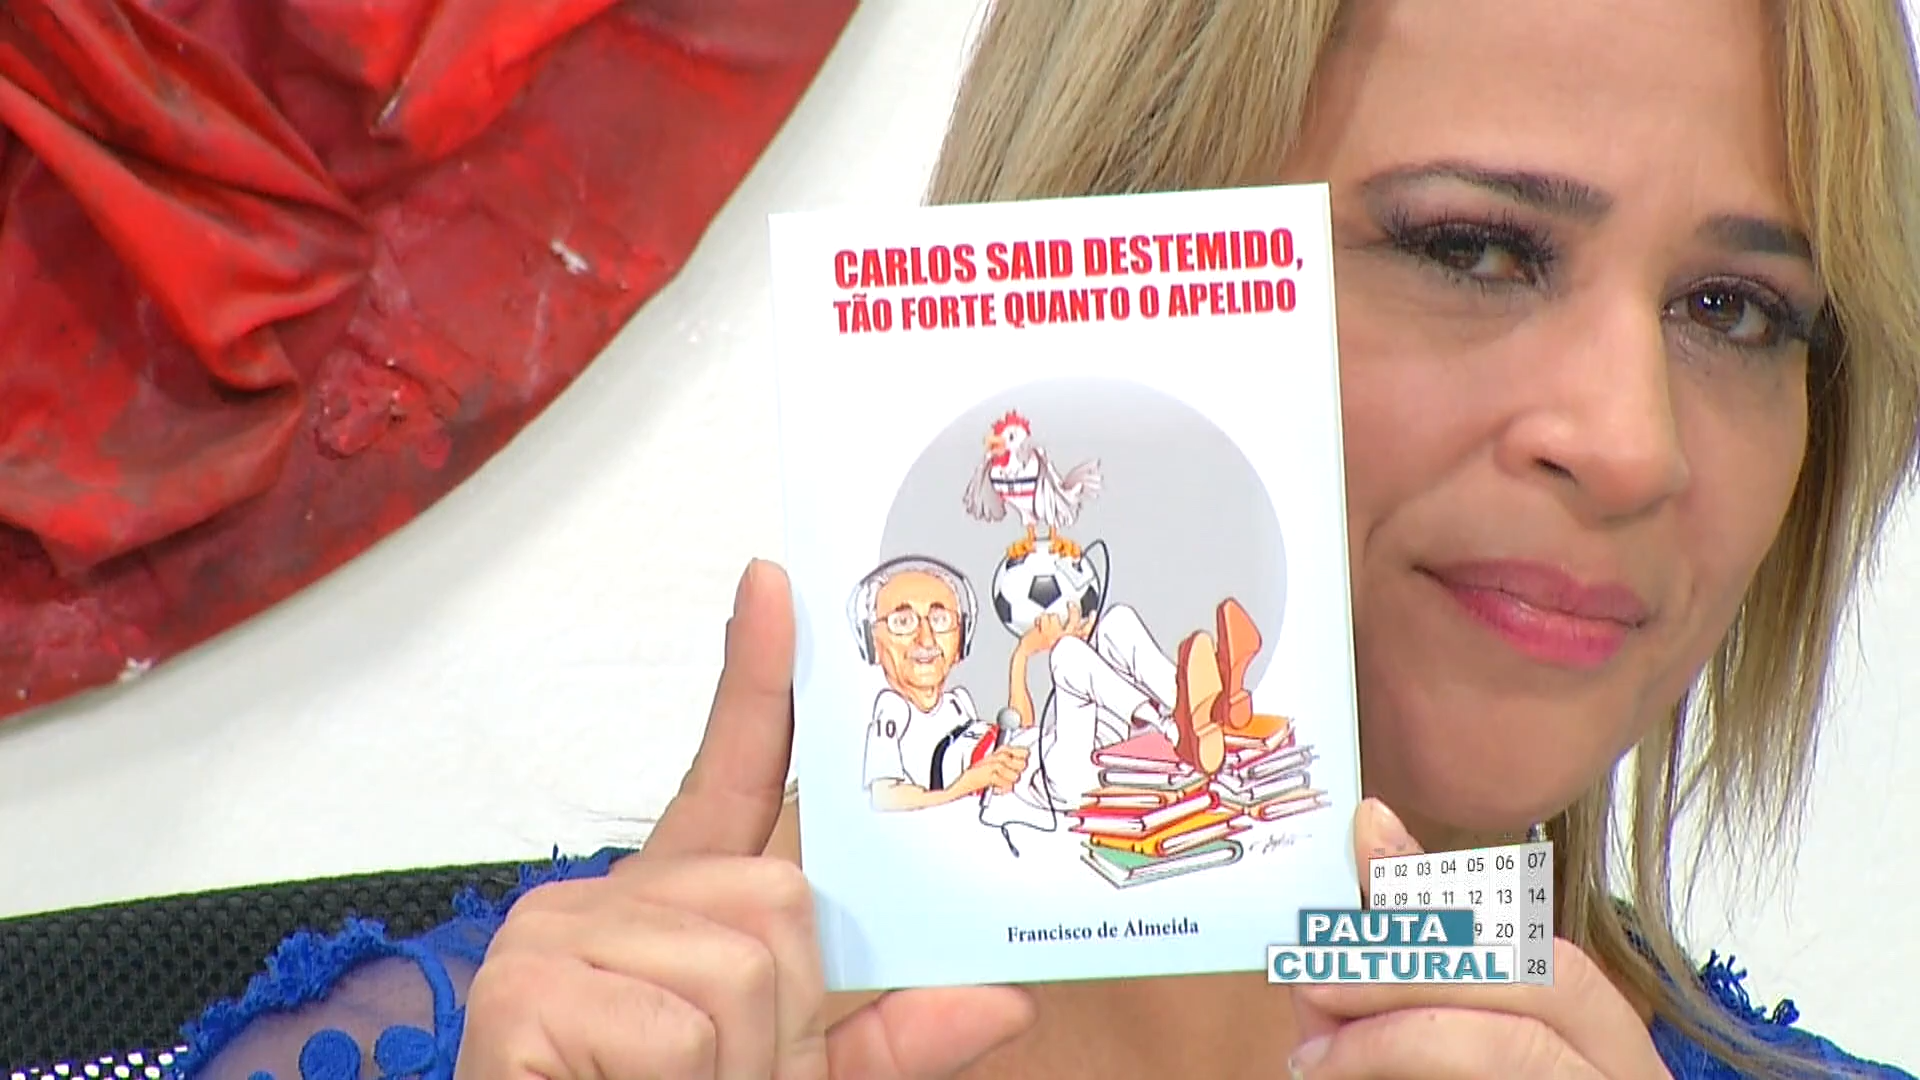 CARLOS SAID DESTEMIDO,
TÃO FORTE QUANTO O APELIDO
10
Francisco de Almeida
01 02 03 04 05 06 07
08 09 10 11 12 13 14
PAUTA 9 20 21
CULTURAL 28